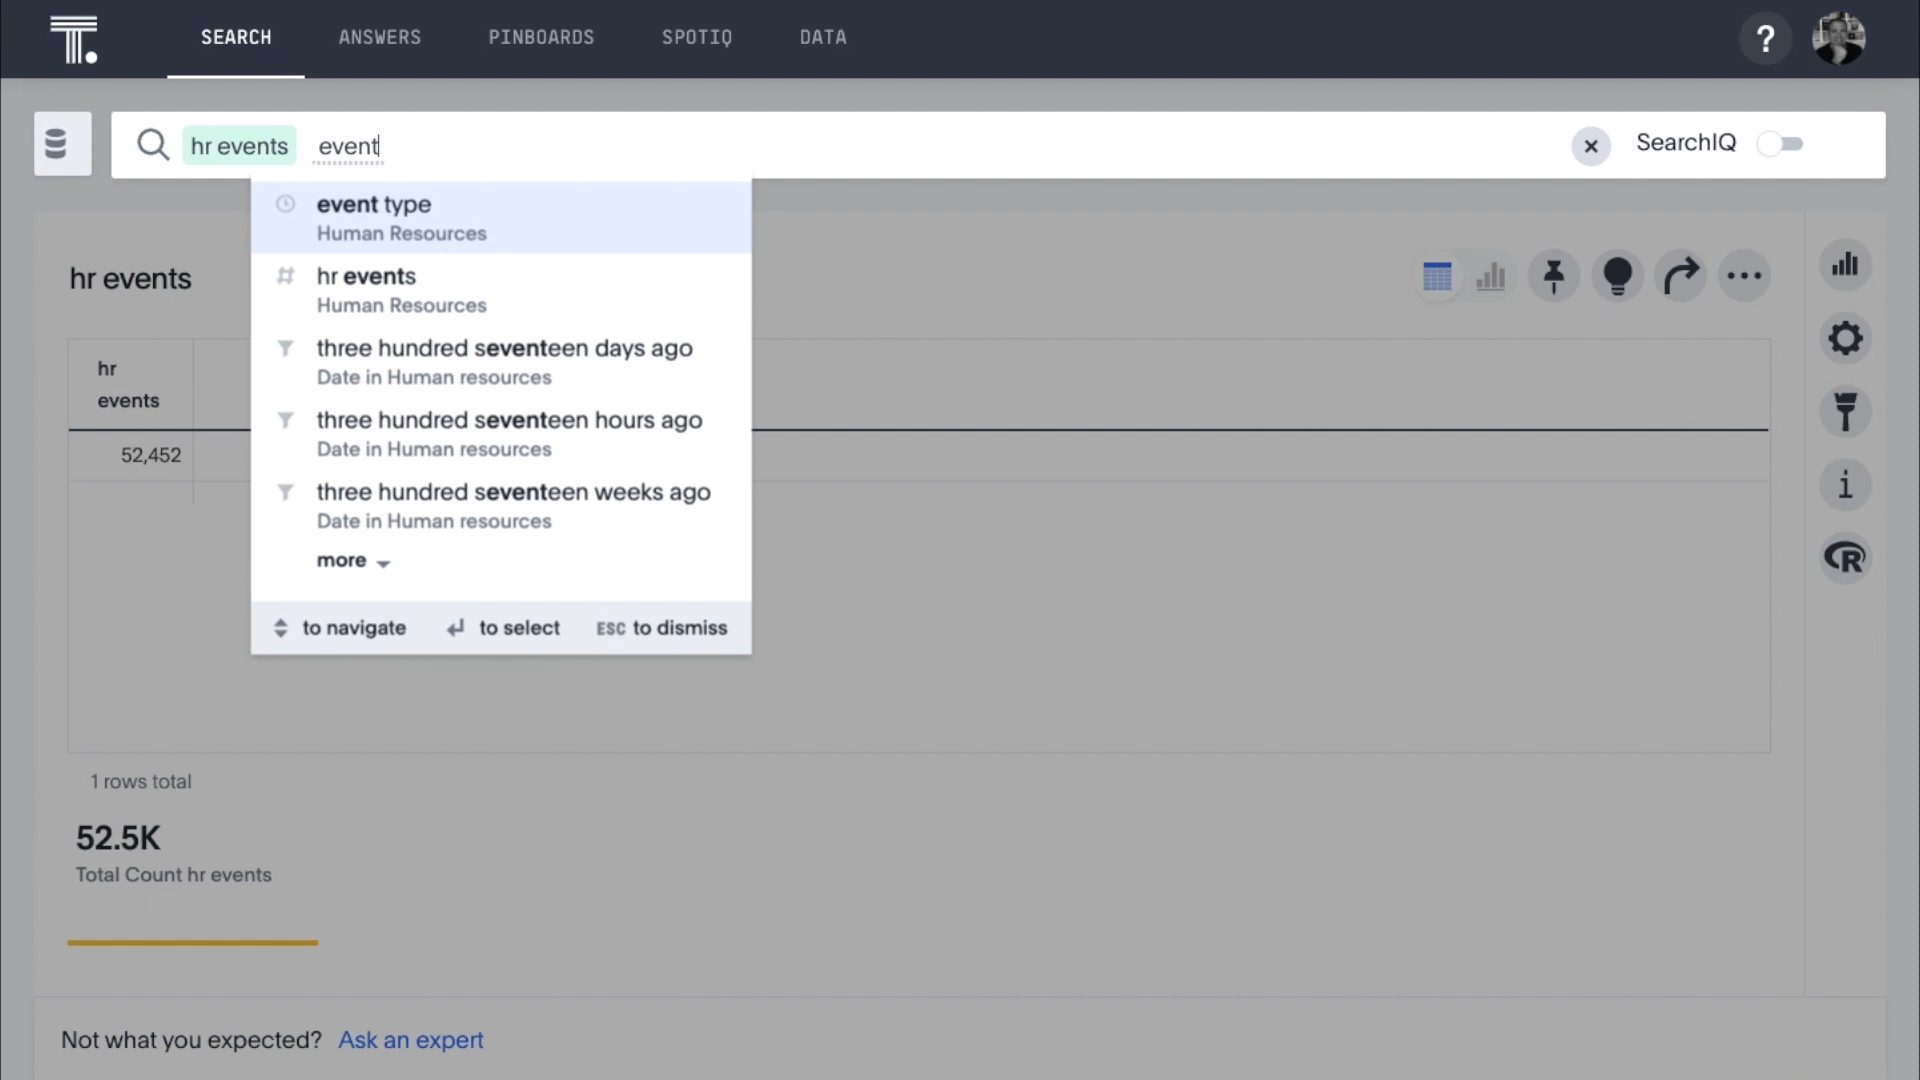 T.
SEARCH
ANSWERS
PINBOARDS
SPOTIQ
DATA
?
hr events event
SearchIQ
event type
Human Resources
hr events
Human Resources
three hundred seventeen days ago
Date in Human resources
three hundred seventeen hours ago
Date in Human resources
three hundred seventeen weeks ago
Date in Human resources
more
to navigate
to select
ESC to dismiss
hr events
hr
events
52,452
1 rows total
52.5K
Total Count hr events
i
R
Not what you expected? Ask an expert